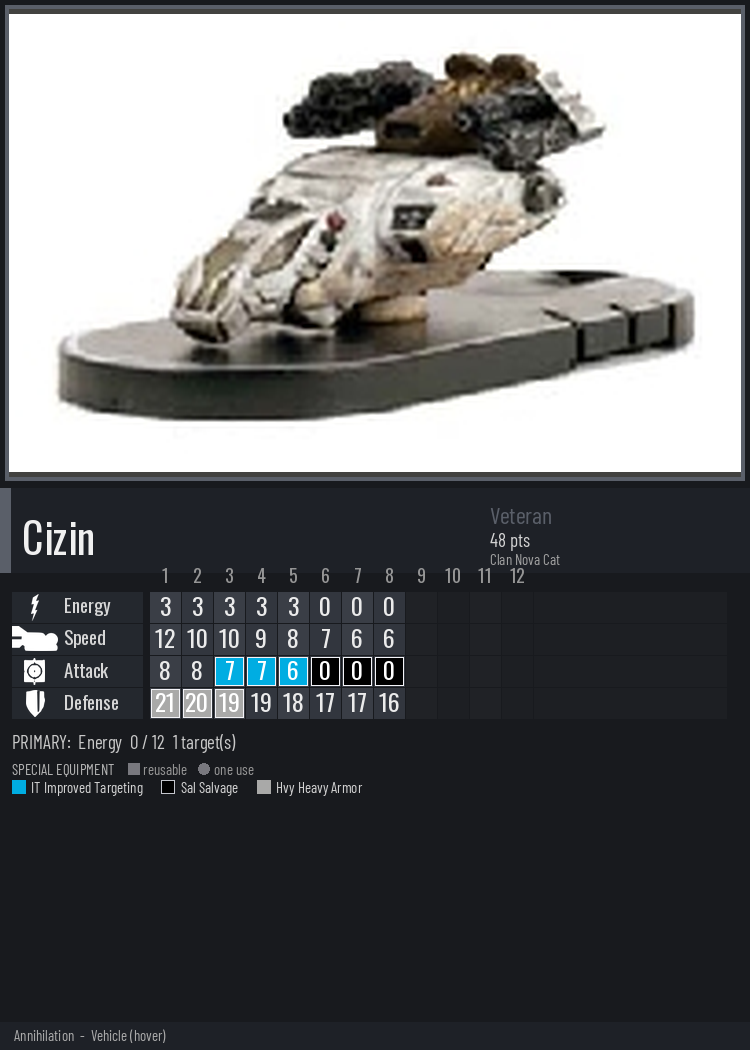 Cizin
Veteran
48 pts
Clan Nova Cat
1 2 3 4 5 6 7 8 9 10 11 12
Energy 3 3 3 3 3 0 0 0
Speed 12 10 10 9 8 7 6 6
Attack 8 8 7 7 6 0 0 0
Defense 21 20 19 19 18 17 17 16
PRIMARY: Energy 0 / 12 1 target(s)
SPECIAL EQUIPMENT reusable one use
IT Improved Targeting Sal Salvage Hvy Heavy Armor
Annihilation - Vehicle (hover)